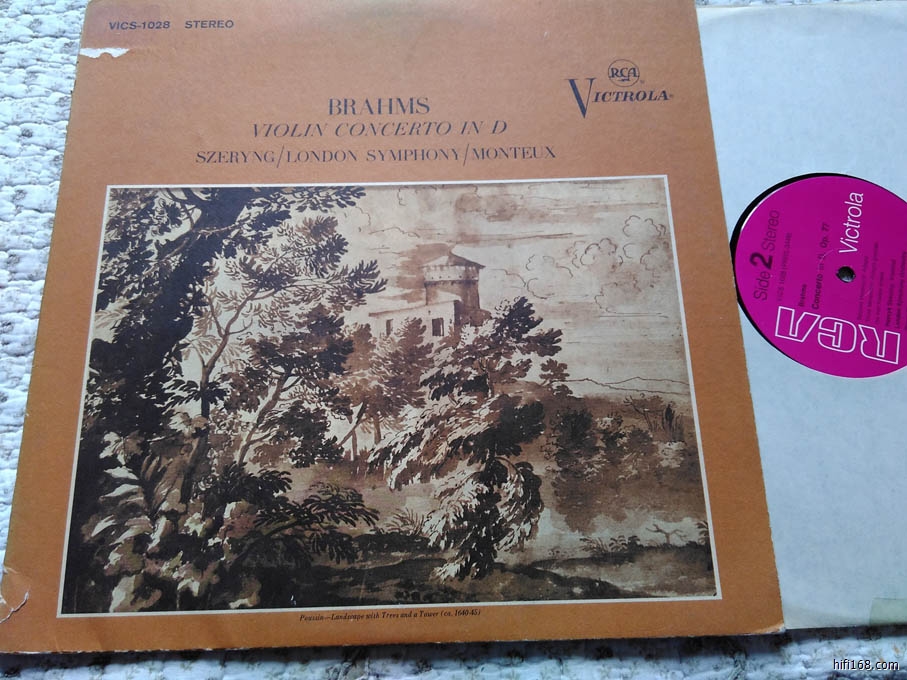 VICS-1028 STEREO
RCA
VICTROLA
BRAHMS
VIOLIN CONCERTO IN D
SZERYNG/LONDON SYMPHONY/MONTEUX
Poussin—Landscape with Trees and a Tower (ca. 1640-45)
Side 2 Stereo
Brahms
Concerto in D, Op. 77
Victrola
RCA
hifi168.com